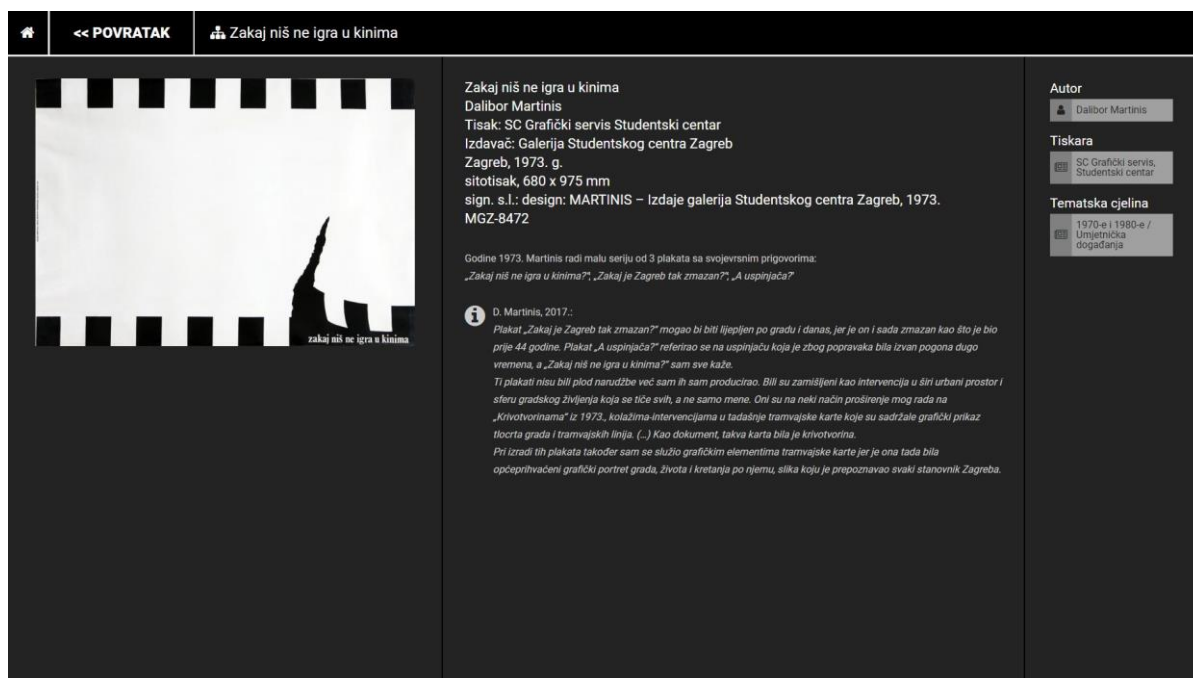 << POVRATAK
Zakaj niš ne igra u kinima
zakaj niš ne igra u kinima
Zakaj niš ne igra u kinima
Dalibor Martinis
Tisak: SC Grafički servis Studentski centar
Izdavač: Galerija Studentskog centra Zagreb
Zagreb, 1973. g.
sitotisak, 680 x 975 mm
sign. s.l.: design: MARTINIS – Izdaje galerija Studentskog centra Zagreb, 1973.
MGZ-8472
Godine 1973. Martinis radi malu seriju od 3 plakata sa svojevrsnim prigovorima:
„Zakaj niš ne igra u kinima?", „Zakaj je Zagreb tak zmazan?", „A uspinjača?'
D. Martinis, 2017.:
Plakat „Zakaj je Zagreb tak zmazan?" mogao bi biti lijepljen po gradu i danas, jer je on i sada zmazan kao što je bio
prije 44 godine. Plakat „A uspinjača?" referirao se na uspinjaču koja je zbog popravaka bila izvan pogona dugo
vremena, a „Zakaj niš ne igra u kinima?" sam sve kaže.
Ti plakati nisu bili plod narudžbe već sam ih sam producirao. Bili su zamišljeni kao intervencija u širi urbani prostor i
sferu gradskog življenja koja se tiče svih, a ne samo mene. Oni su na neki način proširenje mog rada na
„Krivotvorinama" iz 1973., kolažima-intervencijama u tadašnje tramvajske karte koje su sadržale grafički prikaz
tlocrta grada i tramvajskih linija. (...) Kao dokument, takva karta bila je krivotvorina.
Pri izradi tih plakata također sam se služio grafičkim elementima tramvajske karte jer je ona tada bila
općeprihvaćeni grafički portret grada, života i kretanja po njemu, slika koju je prepoznavao svaki stanovnik Zagreba.
Autor
Dalibor Martinis
Tiskara
SC Grafički servis,
Studentski centar
Tematska cjelina
1970-e i 1980-e /
Umjetnička
događanja